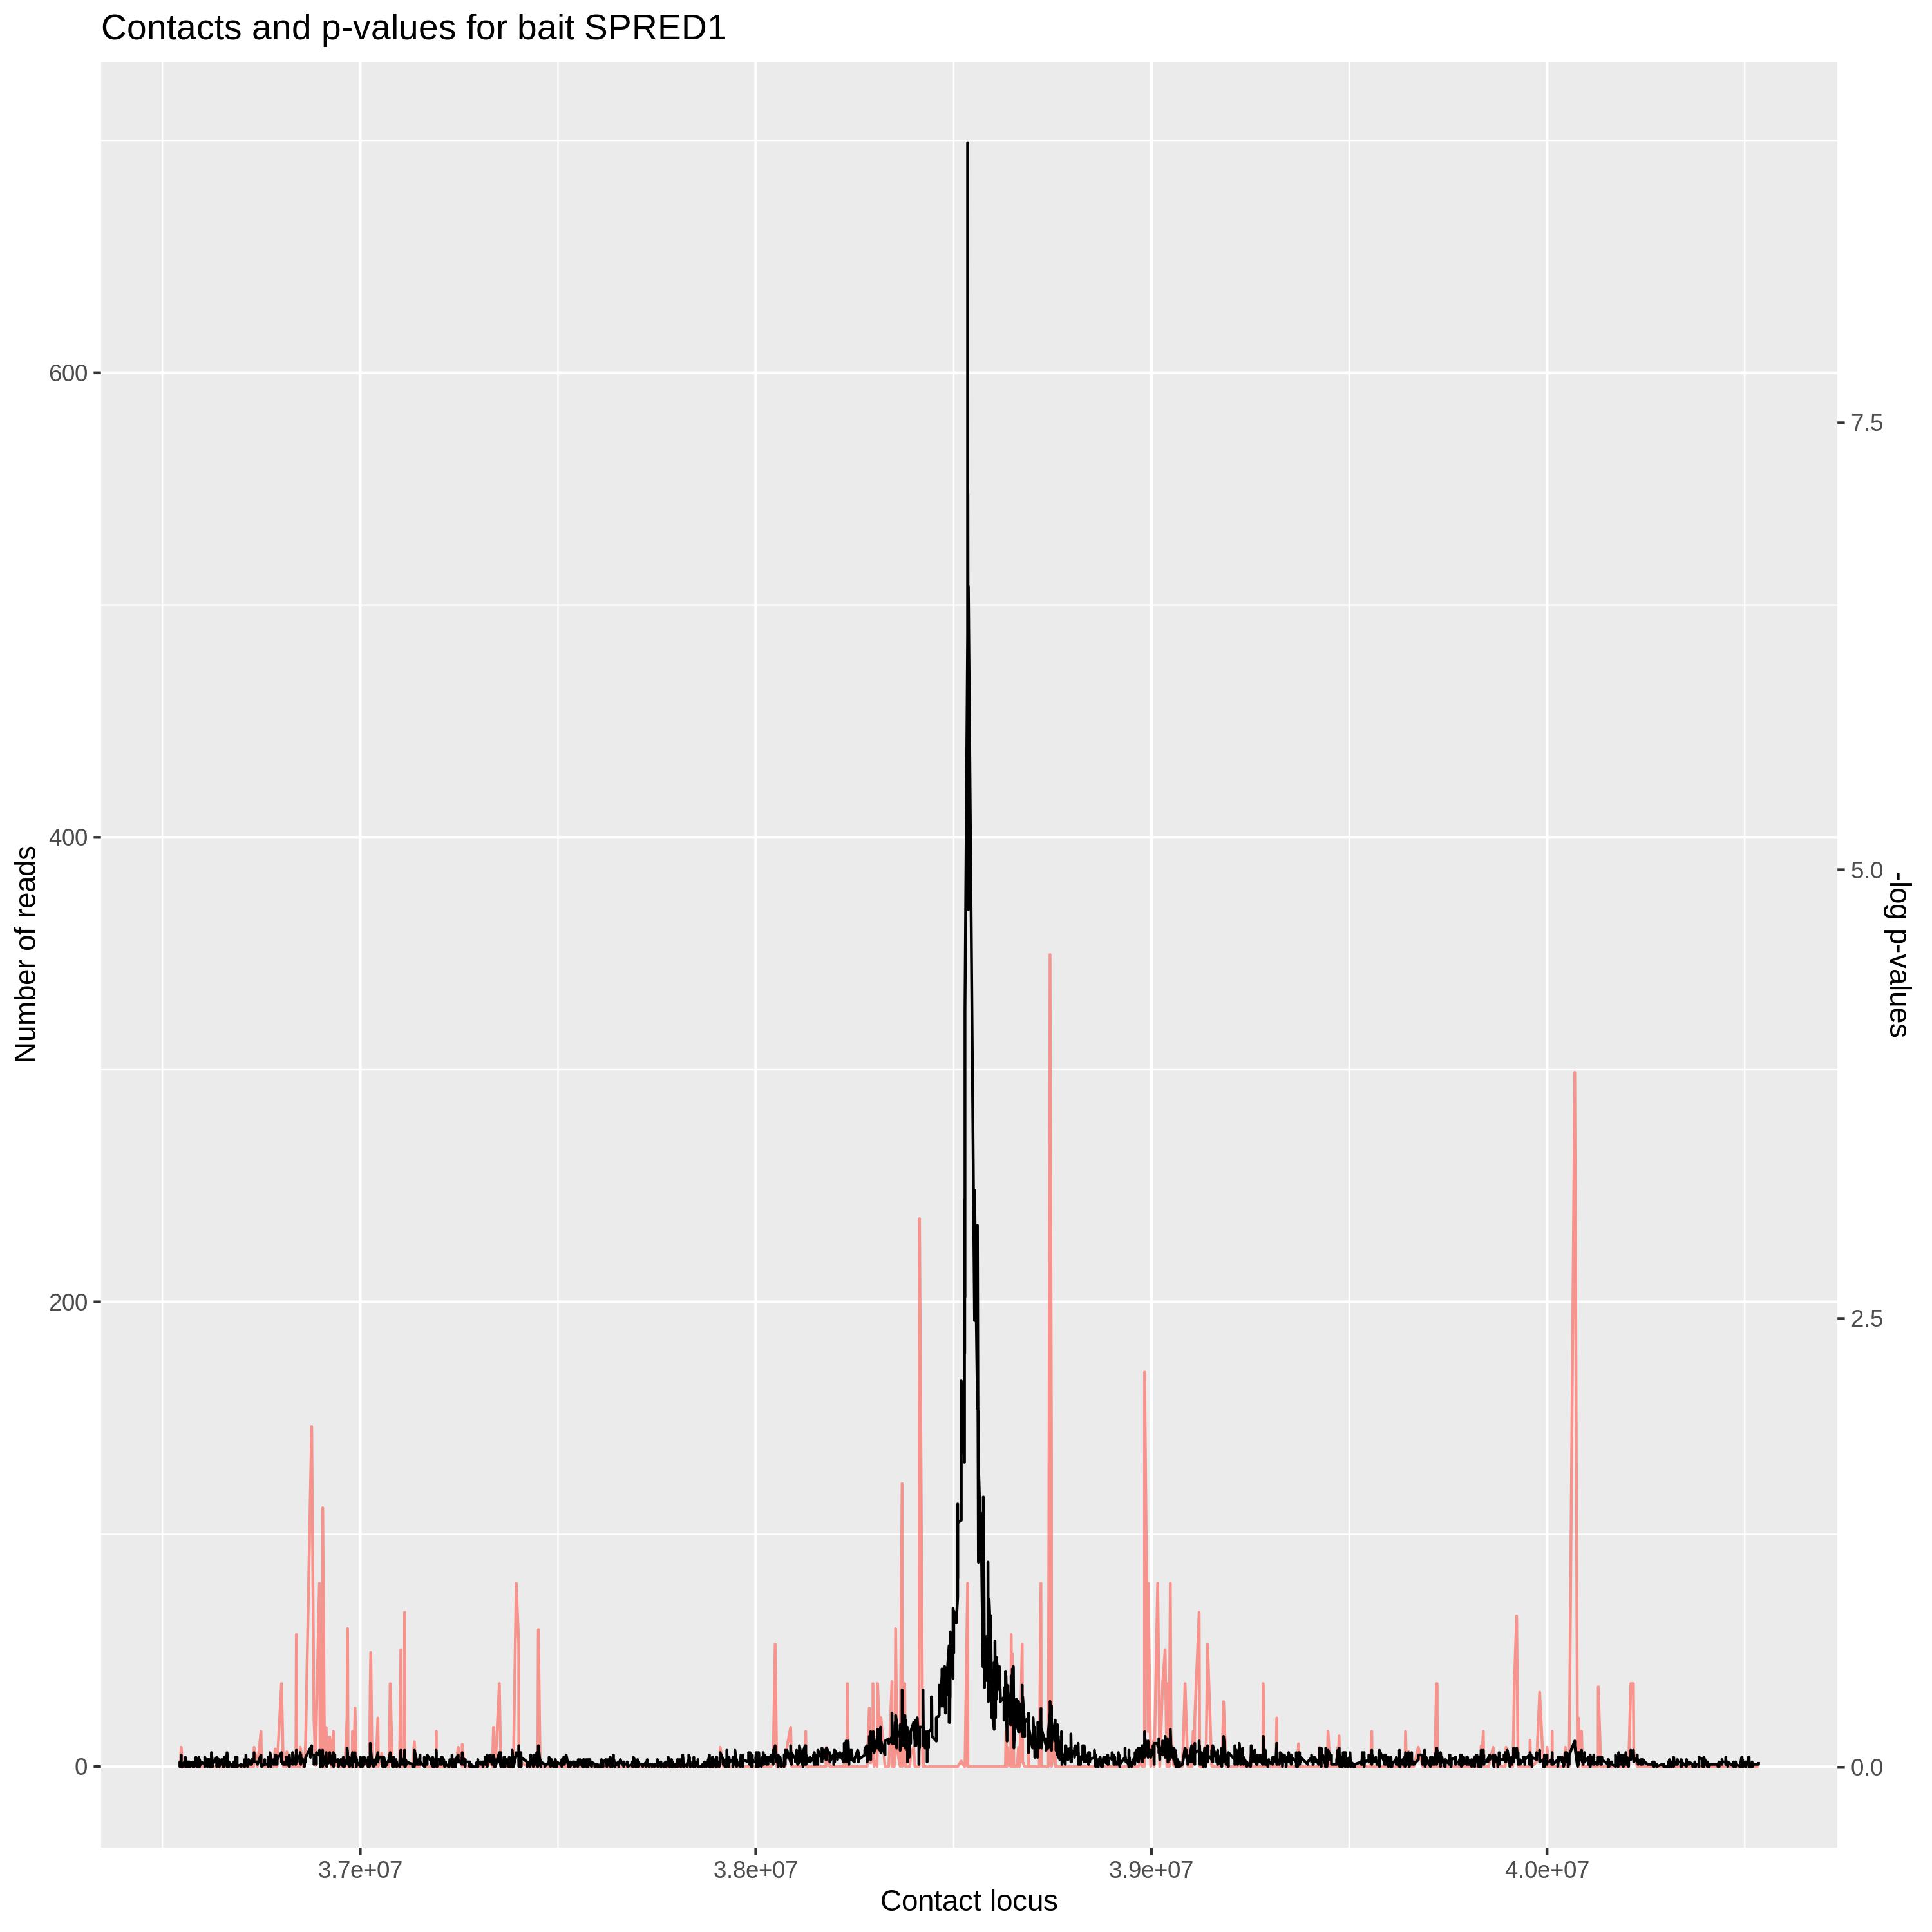 Contacts and p-values for bait SPRED1
Number of reads
600
400
200
0
7.5
5.0
2.5
0.0
-log p-values
3.7e+07 3.8e+07 3.9e+07 4.0e+07
Contact locus